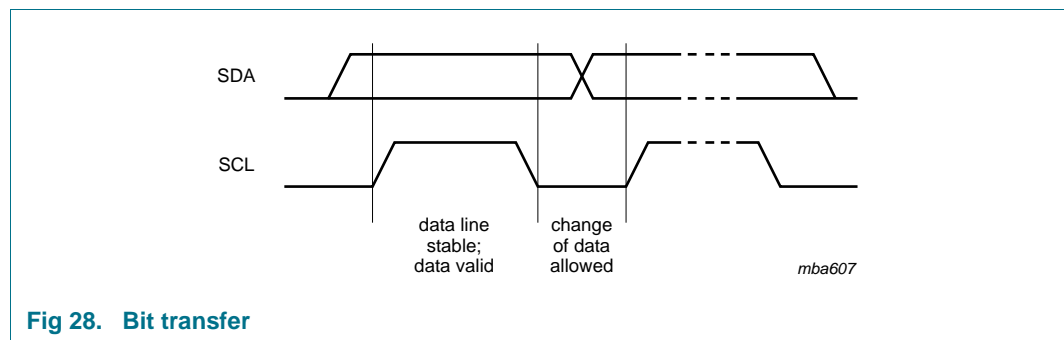 SDA
SCL
data line
stable;
data valid
change
of data
allowed
mba607
Fig 28. Bit transfer